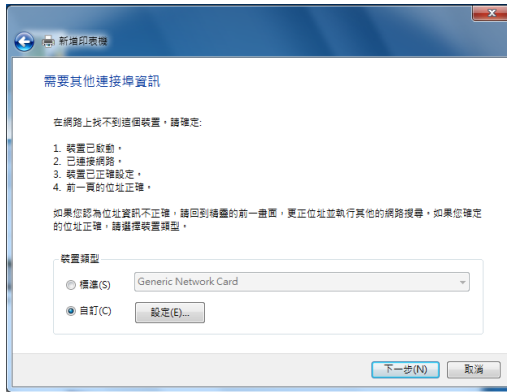 新增印表機
需要其他連接埠資訊
在網路上找不到這個裝置，請確定:
1. 裝置已啟動。
2. 已連接網路。
3. 裝置已正確設定。
4. 前一頁的位址正確。
如果您認為位址資訊不正確，請回到精靈的前一畫面，更正位址並執行其他的網路搜尋。如果您確定
的位址正確，請選擇裝置類型。
裝置類型
標準(S)
Generic Network Card
自訂(C)
設定(E)...
下一步(N)
取消